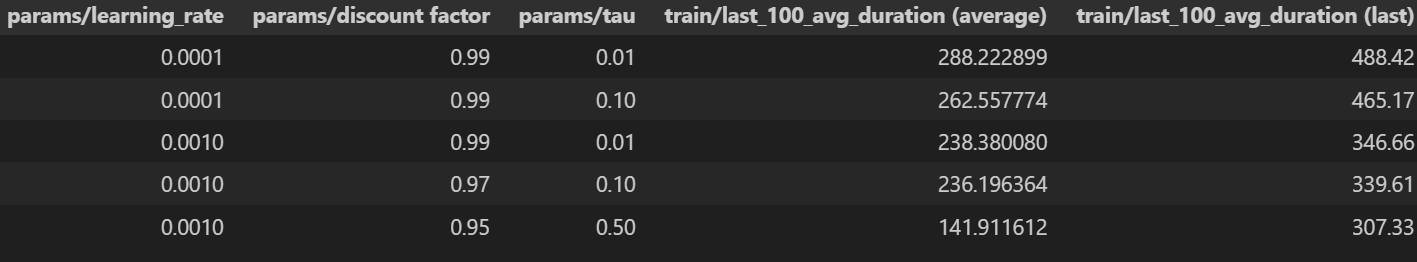 params/learning_rate params/discount factor params/tau train/last_100_avg_duration (average) train/last_100_avg_duration (last)
0.0001 0.99 0.01 288.222899 488.42
0.0001 0.99 0.10 262.557774 465.17
0.0010 0.99 0.01 238.380080 346.66
0.0010 0.97 0.10 236.196364 339.61
0.0010 0.95 0.50 141.911612 307.33